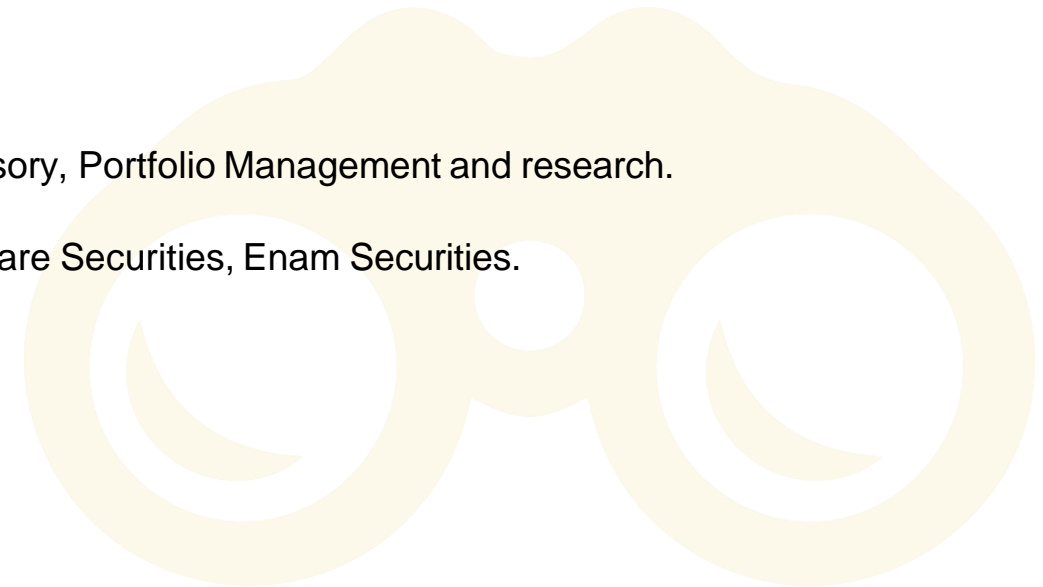 sory, Portfolio Management and research.
are Securities, Enam Securities.